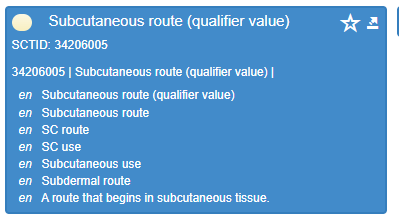 Subcutaneous route (qualifier value)
SCTID: 34206005
34206005 | Subcutaneous route (qualifier value) |
en Subcutaneous route (qualifier value)
en Subcutaneous route
en SC route
en SC use
en Subcutaneous use
en Subdermal route
en A route that begins in subcutaneous tissue.